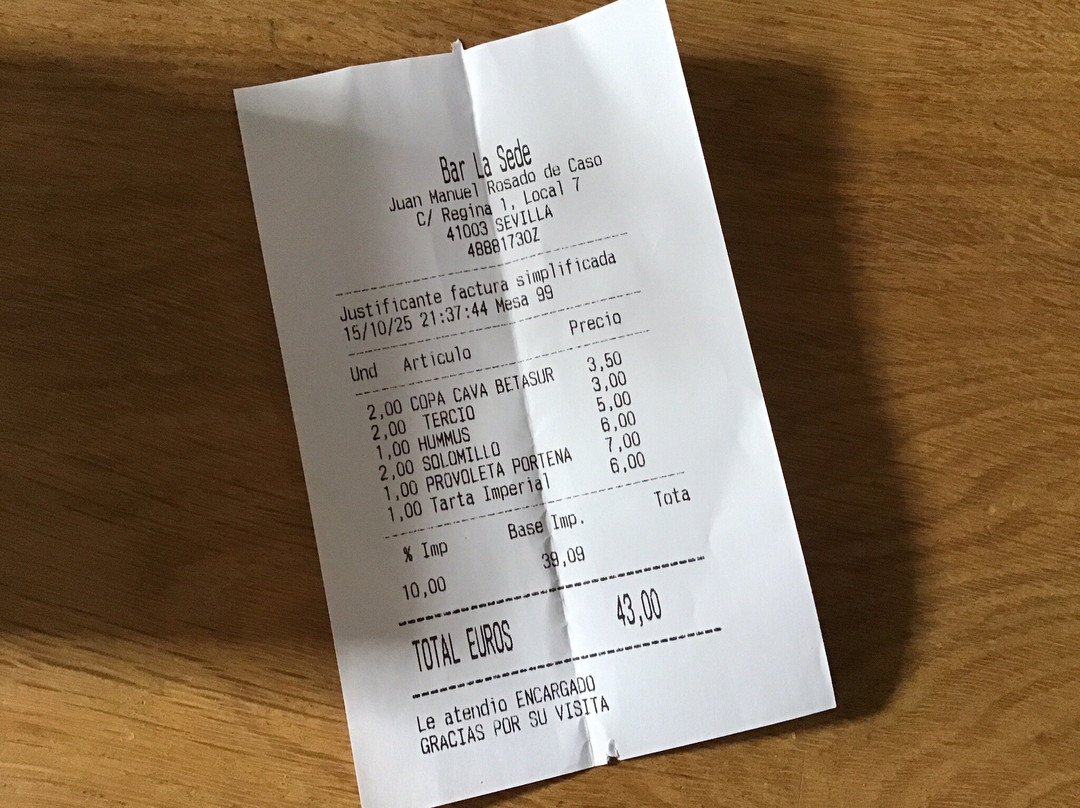 Bar La Sede
Juan Manuel Rosado de Caso
C/ Regina 1, Local 7
41003 SEVILLA
48881730Z
Justificante factura simplificada
15/10/25 21:37:44 Mesa 99
Und Articulo Precio
2,00 COPA CAVA BETASUR 3,50
2,00 TERCIO 3,00
1,00 HUMMUS 5,00
2,00 SOLOMILLO 6,00
1,00 PROVOLETA PORTENA 7,00
1,00 Tarta Imperial 6,00
% Imp Base Imp. Tota
10,00 39,09
TOTAL EUROS 43,00
Le atendio ENCARGADO
GRACIAS POR SU VISITA